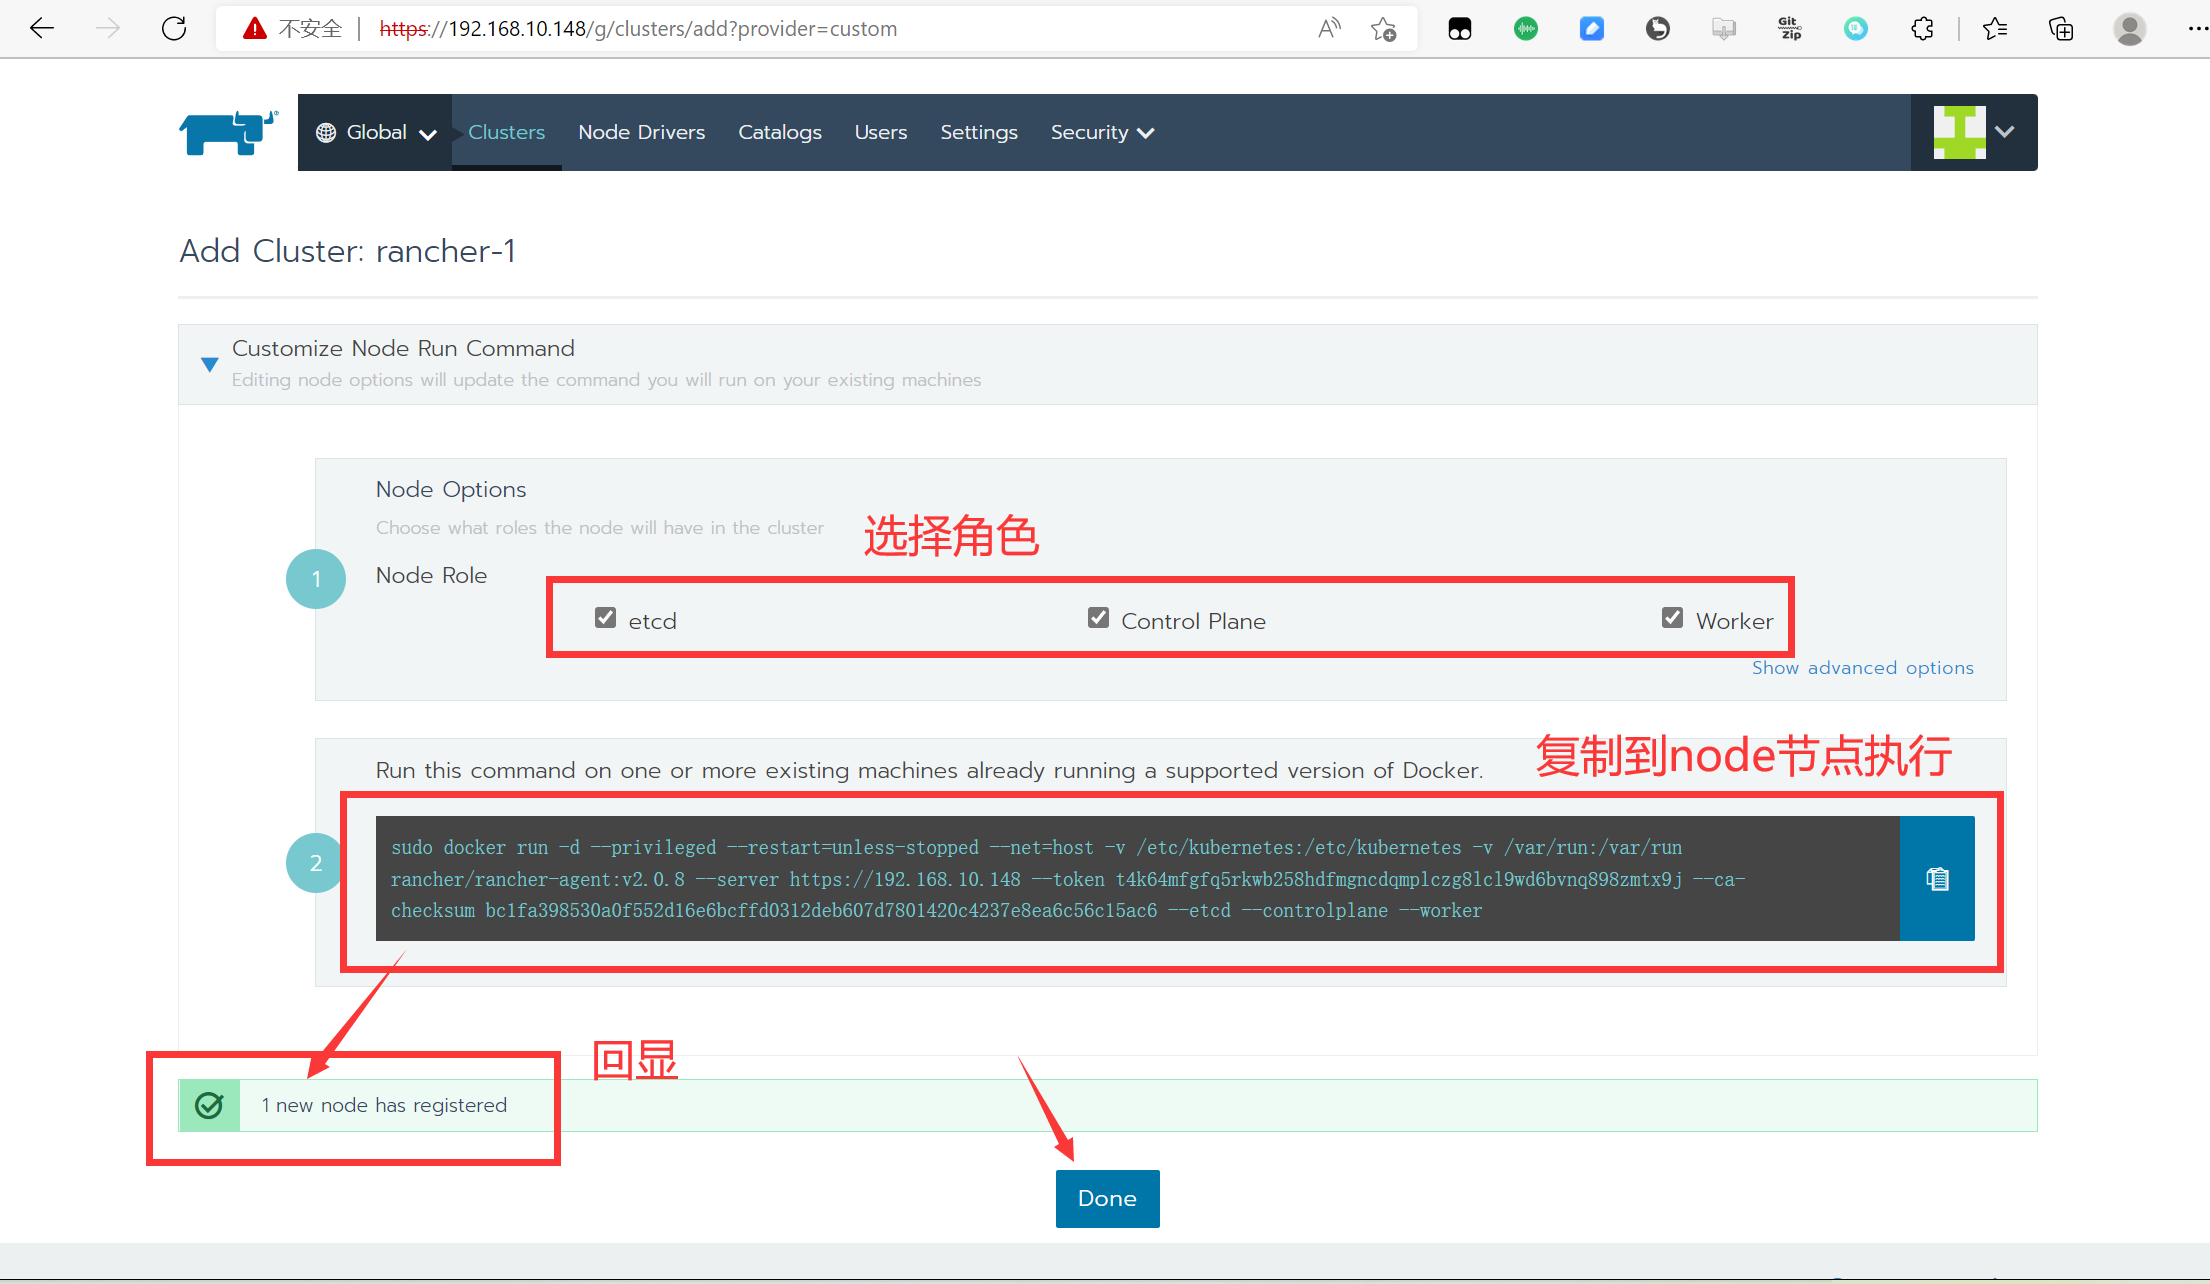 不安全
https://192.168.10.148/g/clusters/add?provider=custom
Git
Zip
Global
Clusters
Node Drivers
Catalogs
Users
Settings
Security
Add Cluster: rancher-1
Customize Node Run Command
Editing node options will update the command you will run on your existing machines
Node Options
Choose what roles the node will have in the cluster
选择角色
1
Node Role
etcd
Control Plane
Worker
Show advanced options
复制到node节点执行
Run this command on one or more existing machines already running a supported version of Docker.
2
sudo docker run -d --privileged --restart=unless-stopped --net=host -v /etc/kubernetes:/etc/kubernetes -v /var/run:/var/run
rancher/rancher-agent:v2.0.8 --server https://192.168.10.148 --token t4k64mfgfq5rkwb258hdfmgncdqmplczg8lcl9wd6bvnq898zmtx9j --ca-
checksum bc1fa398530a0f552d16e6bcffd0312deb607d7801420c4237e8ea6c56c15ac6 --etcd --controlplane --worker
回显
1 new node has registered
Done